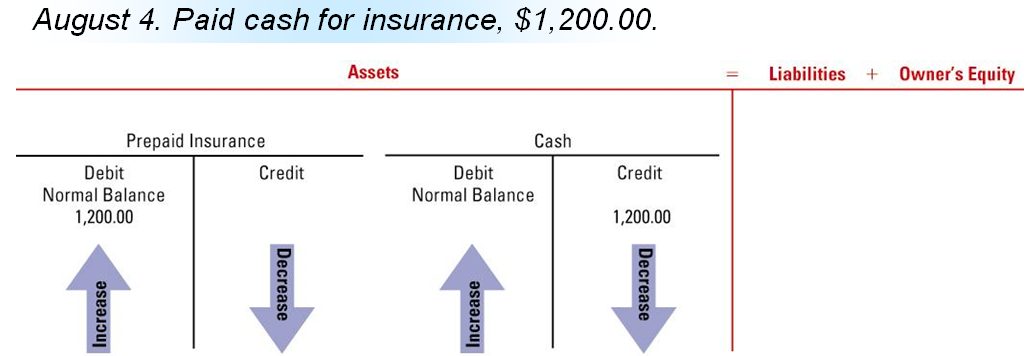 August 4. Paid cash for insurance, $1,200.00.
Assets = Liabilities + Owner's Equity
Prepaid Insurance Cash
Debit Credit Debit Credit
Normal Balance Normal Balance
1,200.00 1,200.00
Increase Decrease Increase Decrease